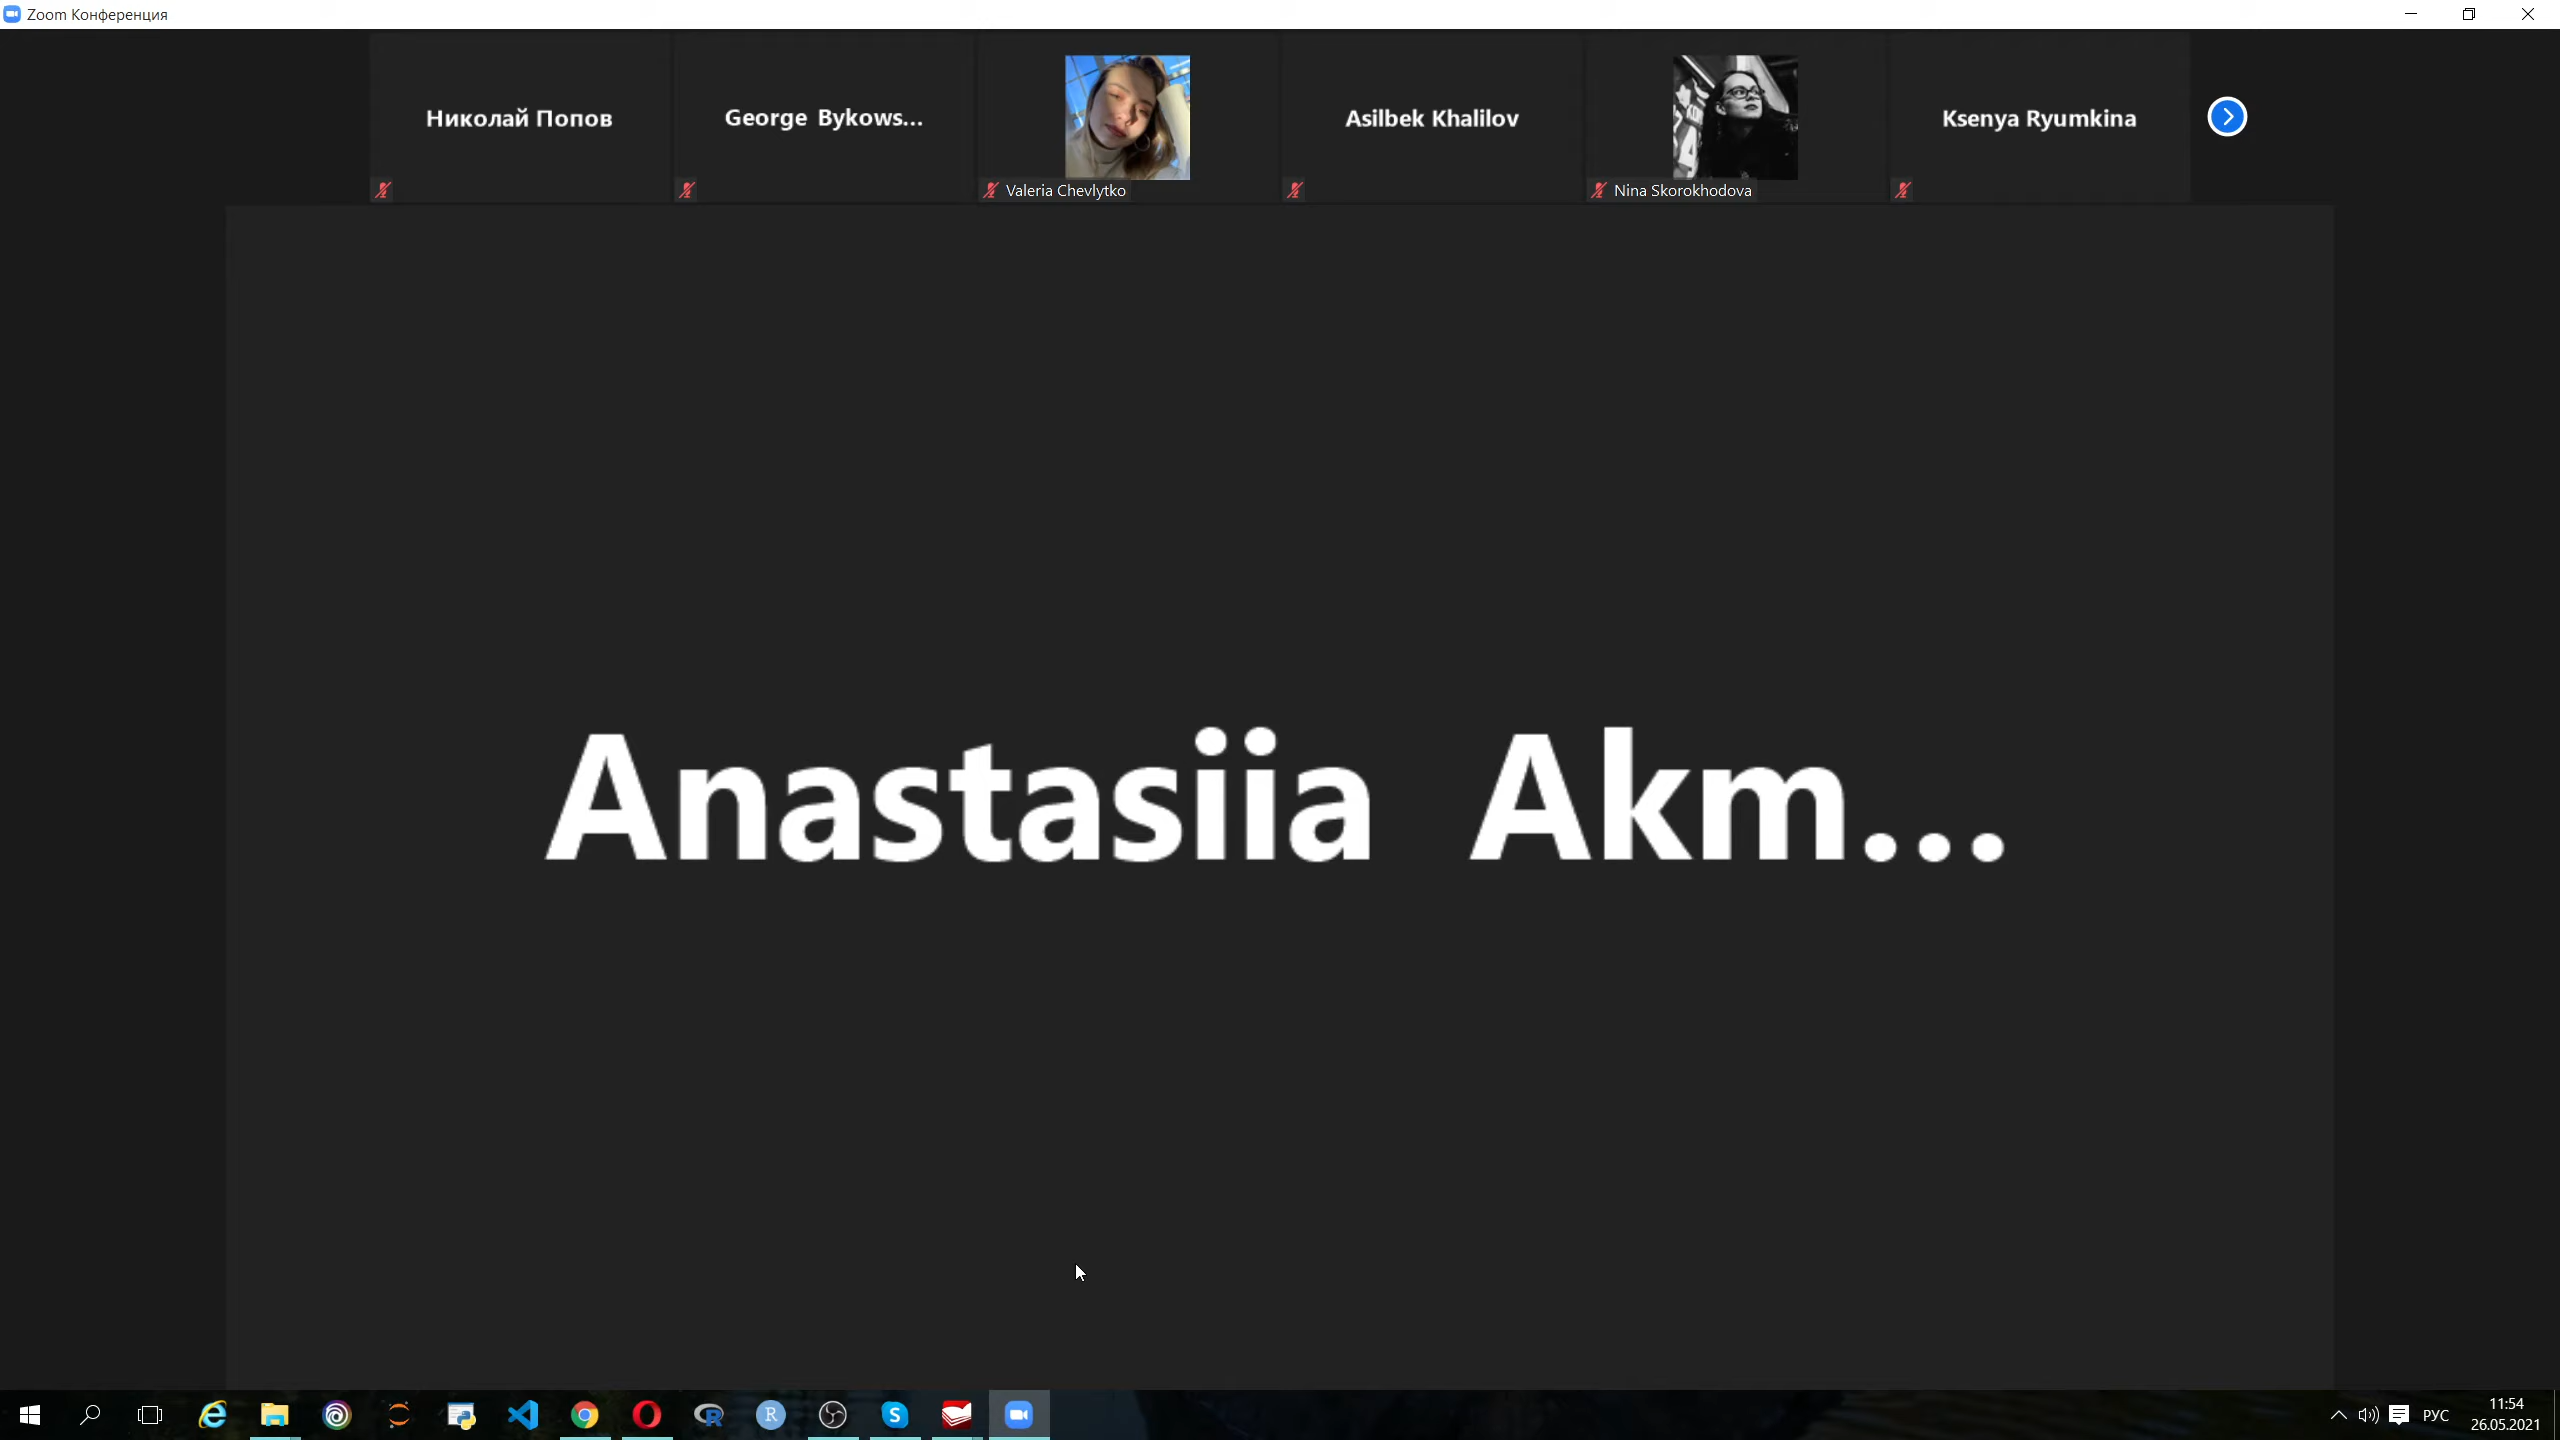 Zoom Конференция
Николай Попов
George Bykows...
Valeria Chevlytko
Asilbek Khalilov
Nina Skorokhodova
Ksenya Ryumkina
Anastasiia Akm...
РУС
11:54
26.05.2021